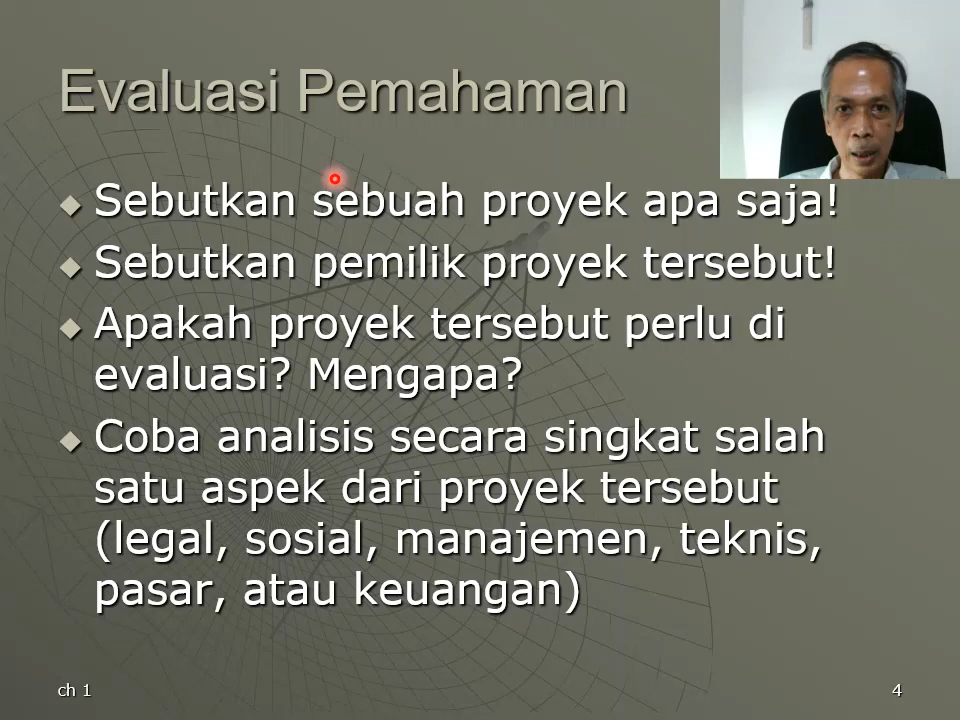 Evaluasi Pemahaman
Sebutkan sebuah proyek apa saja!
Sebutkan pemilik proyek tersebut!
Apakah proyek tersebut perlu di
evaluasi? Mengapa?
Coba analisis secara singkat salah
satu aspek dari proyek tersebut
(legal, sosial, manajemen, teknis,
pasar, atau keuangan)
ch 1
4